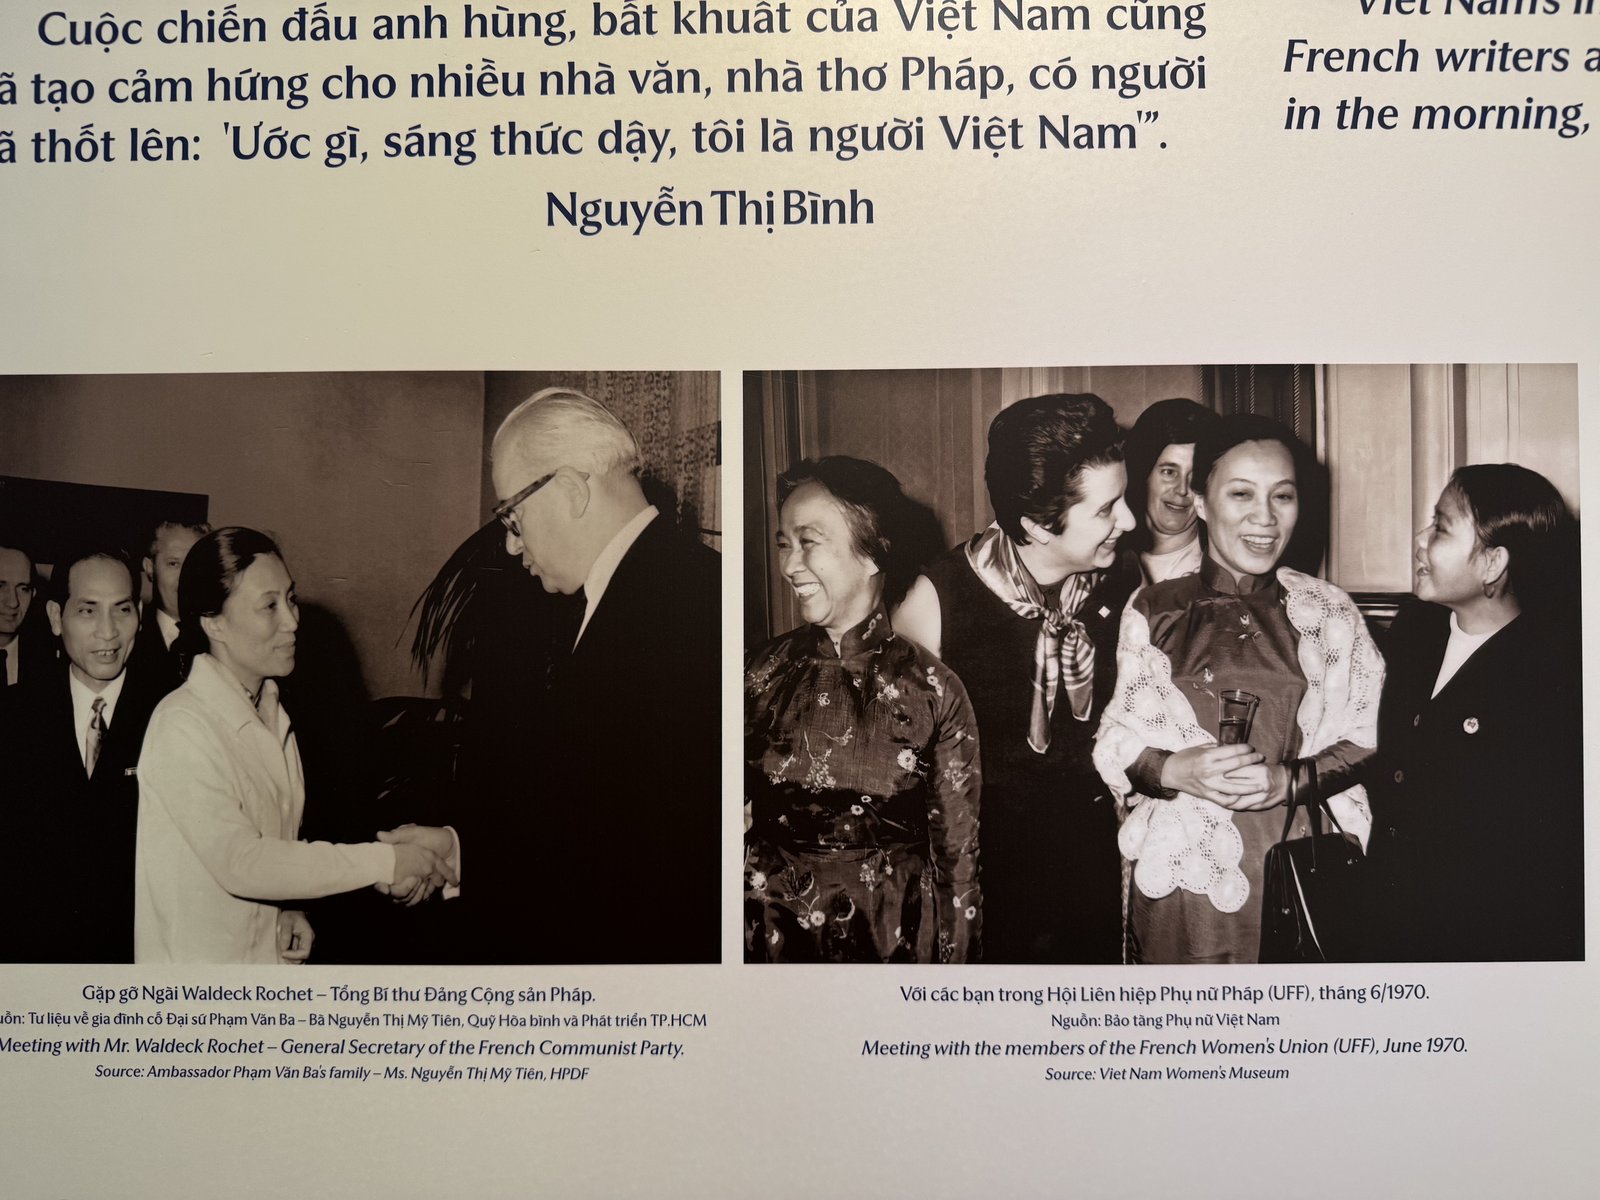 Cuộc chiến đấu anh hùng, bất khuất của Việt Nam cũng
tạo cảm hứng cho nhiều nhà văn, nhà thơ Pháp, có người
thốt lên: 'Ước gì, sáng thức dậy, tôi là người Việt Nam'”.
Nguyễn Thị Bình
Viet Nam's
French writers
in the morning,
Gặp gỡ Ngài Waldeck Rochet – Tổng Bí thư Đảng Cộng sản Pháp.
Tư liệu về gia đình cố Đại sứ Phạm Văn Ba – Bà Nguyễn Thị Mỹ Tiên, Quỹ Hòa bình và Phát triển TP.HCM
Meeting with Mr. Waldeck Rochet – General Secretary of the French Communist Party.
Source: Ambassador Phạm Văn Ba's family – Ms. Nguyễn Thị Mỹ Tiên, HPDF
Với các bạn trong Hội Liên hiệp Phụ nữ Pháp (UFF), tháng 6/1970.
Nguồn: Bảo tàng Phụ nữ Việt Nam
Meeting with the members of the French Women's Union (UFF), June 1970.
Source: Viet Nam Women's Museum